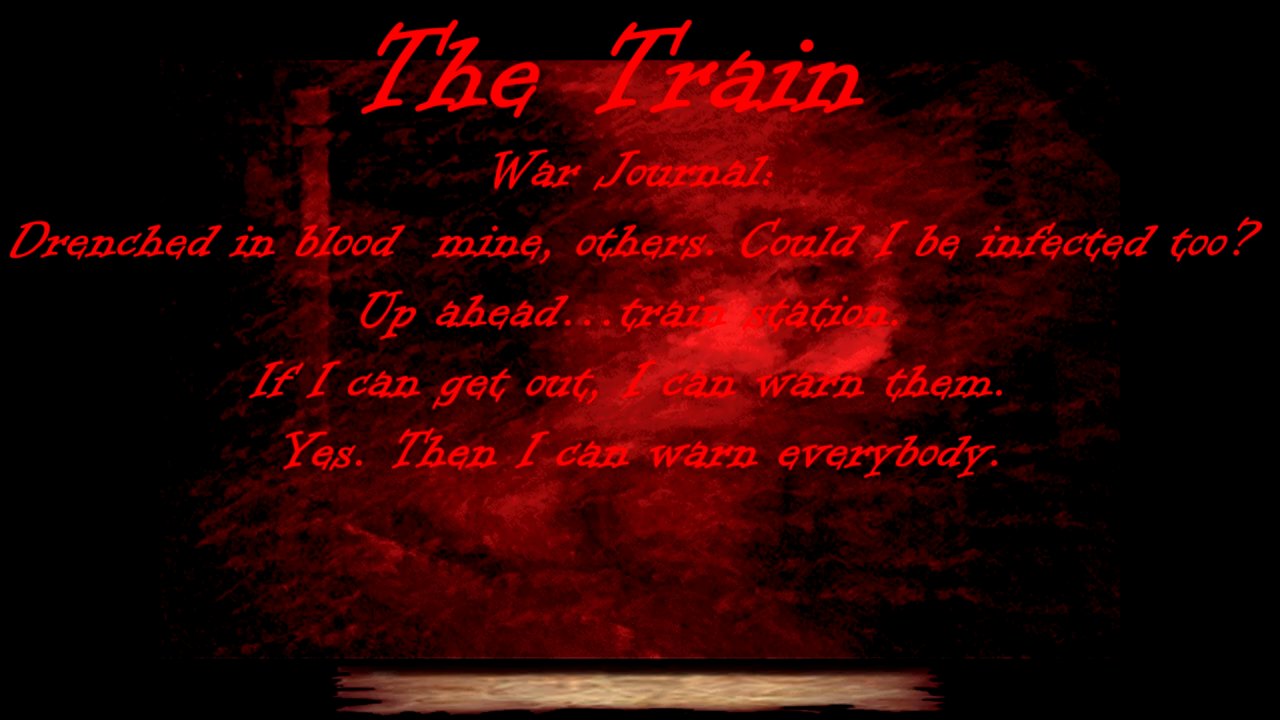 The Train
War Journal:
Drenched in blood  mine, others. Could I be infected too?
Up ahead...train station.
If I can get out, I can warn them.
Yes. Then I can warn everybody.